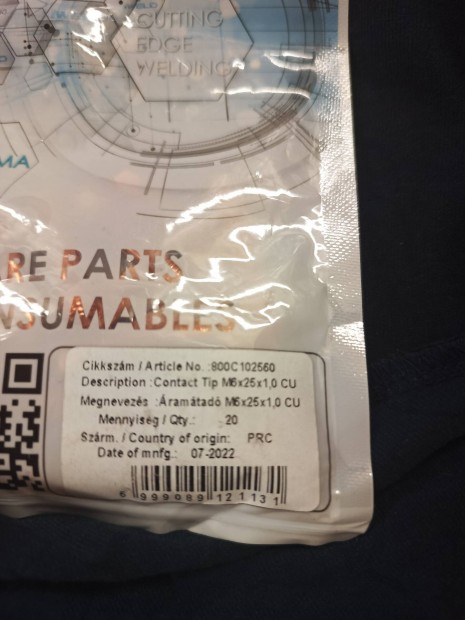 CUTTING
EDGE
WELDING
MA
ARE PARTS
NSUMABLES
Cikkszám / Article No. :800C102560
Description :Contact Tip M6x25x1,0 CU
Megnevezés :Áramátadó M6x25x1,0 CU
Mennyiség / Qty.: 20
Szárm. / Country of origin: PRC
Date of mnfg.: 07-2022
6 999089 121131